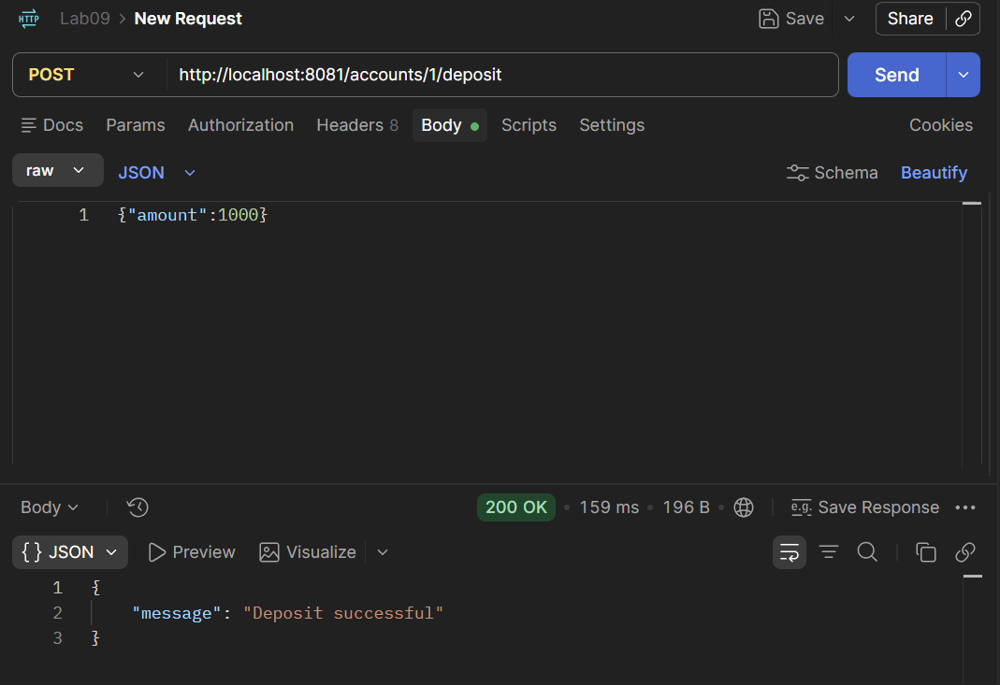 HTTP Lab09 > New Request Save Share
POST http://localhost:8081/accounts/1/deposit Send
Docs Params Authorization Headers 8 Body Scripts Settings Cookies
raw JSON Schema Beautify
1 {"amount":1000}
Body 200 OK • 159 ms • 196 B • e.g. Save Response
{} JSON Preview Visualize
1 {
2 "message": "Deposit successful"
3 }